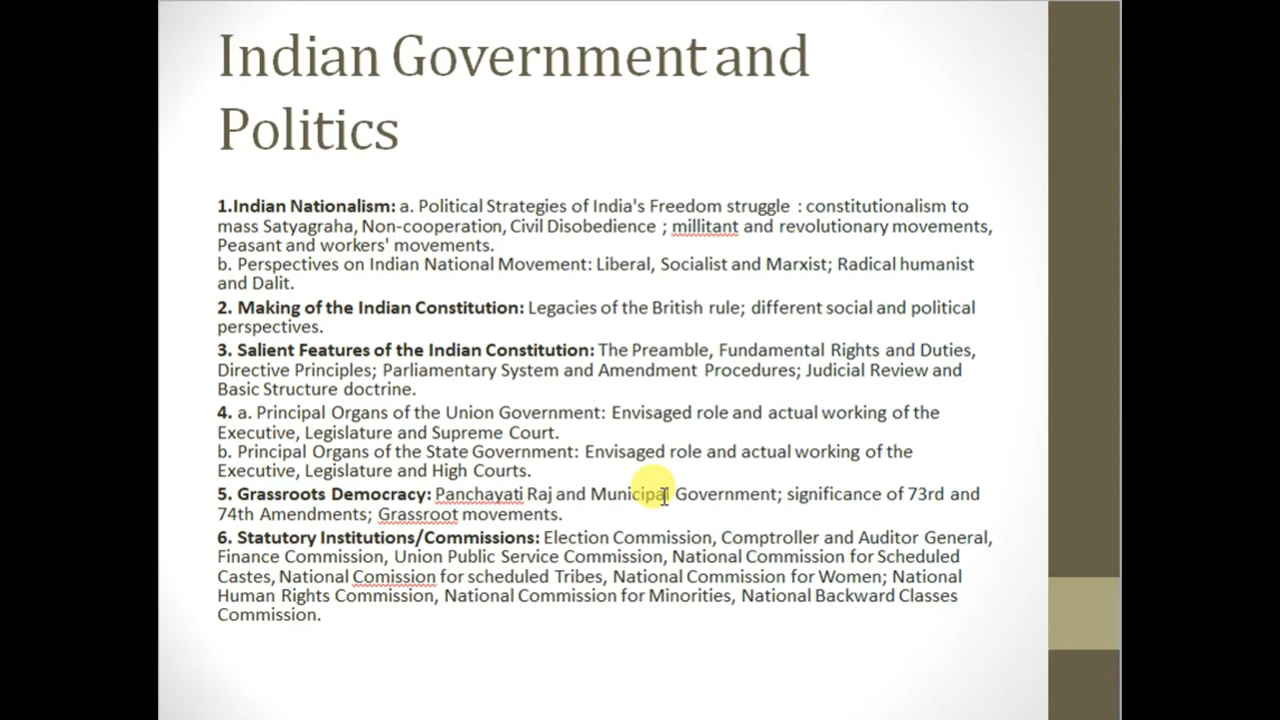 Indian Government and
Politics
1.Indian Nationalism: a. Political Strategies of India's Freedom struggle : constitutionalism to
mass Satyagraha, Non-cooperation, Civil Disobedience ; millitant and revolutionary movements,
Peasant and workers' movements.
b. Perspectives on Indian National Movement: Liberal, Socialist and Marxist; Radical humanist
and Dalit.
2. Making of the Indian Constitution: Legacies of the British rule; different social and political
perspectives.
3. Salient Features of the Indian Constitution: The Preamble, Fundamental Rights and Duties,
Directive Principles; Parliamentary System and Amendment Procedures; Judicial Review and
Basic Structure doctrine.
4. a. Principal Organs of the Union Government: Envisaged role and actual working of the
Executive, Legislature and Supreme Court.
b. Principal Organs of the State Government: Envisaged role and actual working of the
Executive, Legislature and High Courts.
5. Grassroots Democracy: Panchayati Raj and Municipal Government; significance of 73rd and
74th Amendments; Grassroot movements.
6. Statutory Institutions/Commissions: Election Commission, Comptroller and Auditor General,
Finance Commission, Union Public Service Commission, National Commission for Scheduled
Castes, National Comission for scheduled Tribes, National Commission for Women; National
Human Rights Commission, National Commission for Minorities, National Backward Classes
Commission.